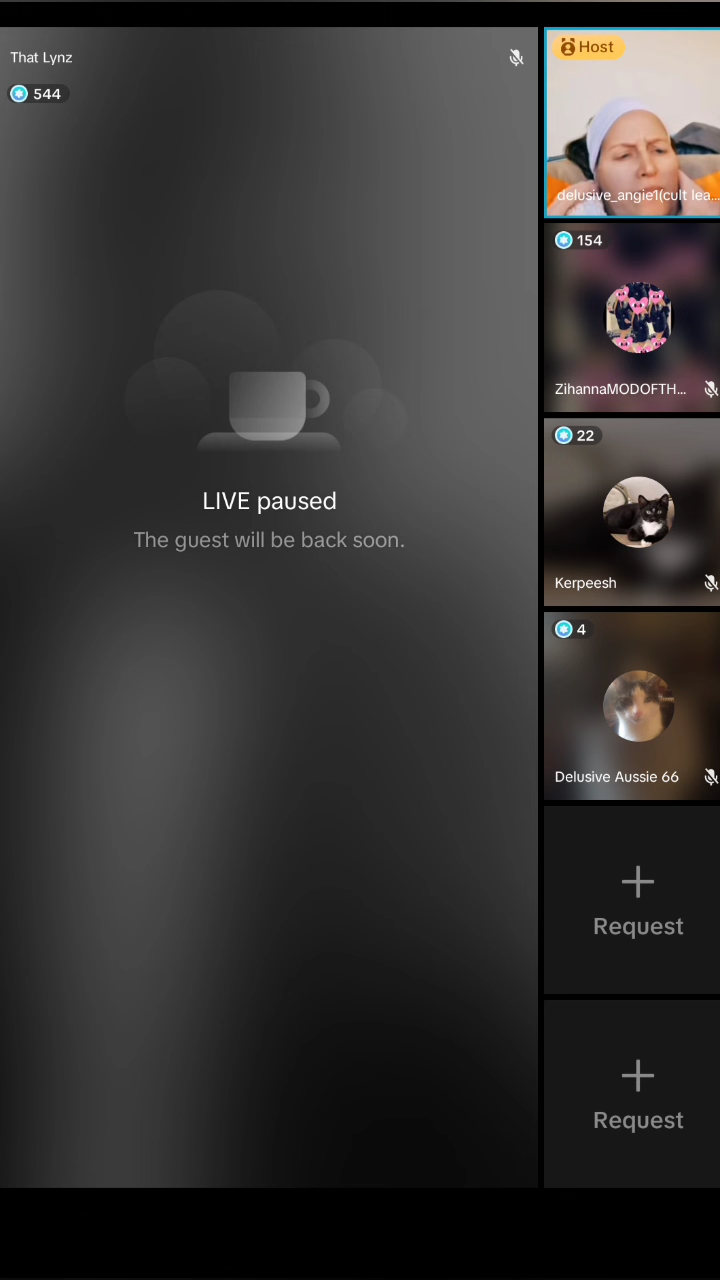 That Lynz
544
LIVE paused
The guest will be back soon.
Host
delusive_angie1(cult lea...
154
ZihannaMODOFTH...
22
Kerpeesh
4
Delusive Aussie 66
Request
Request